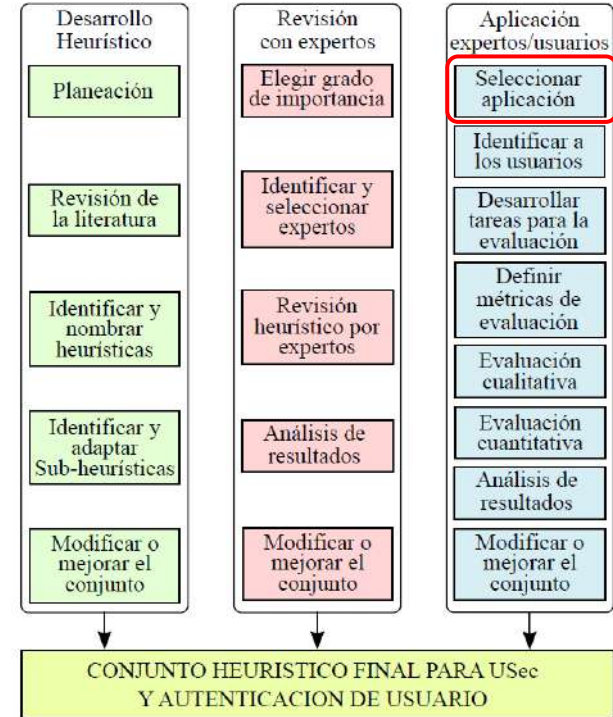 Desarrollo
Heurístico
Planeación
Revisión de
la literatura
Identificar y
nombrar
heurísticas
Identificar y
adaptar
Sub-heurísticas
Modificar o
mejorar el
conjunto
Revisión
con expertos
Elegir grado
de importancia
Identificar y
seleccionar
expertos
Revisión
heurístico por
expertos
Análisis de
resultados
Modificar o
mejorar el
conjunto
Aplicación
expertos/usuarios
Seleccionar
aplicación
Identificar a
los usuarios
Desarrollar
tareas para la
evaluación
Definir
métricas de
evaluación
Evaluación
cualitativa
Evaluación
cuantitativa
Análisis de
resultados
Modificar o
mejorar el
conjunto
CONJUNTO HEURISTICO FINAL PARA USec
Y AUTENTICACION DE USUARIO